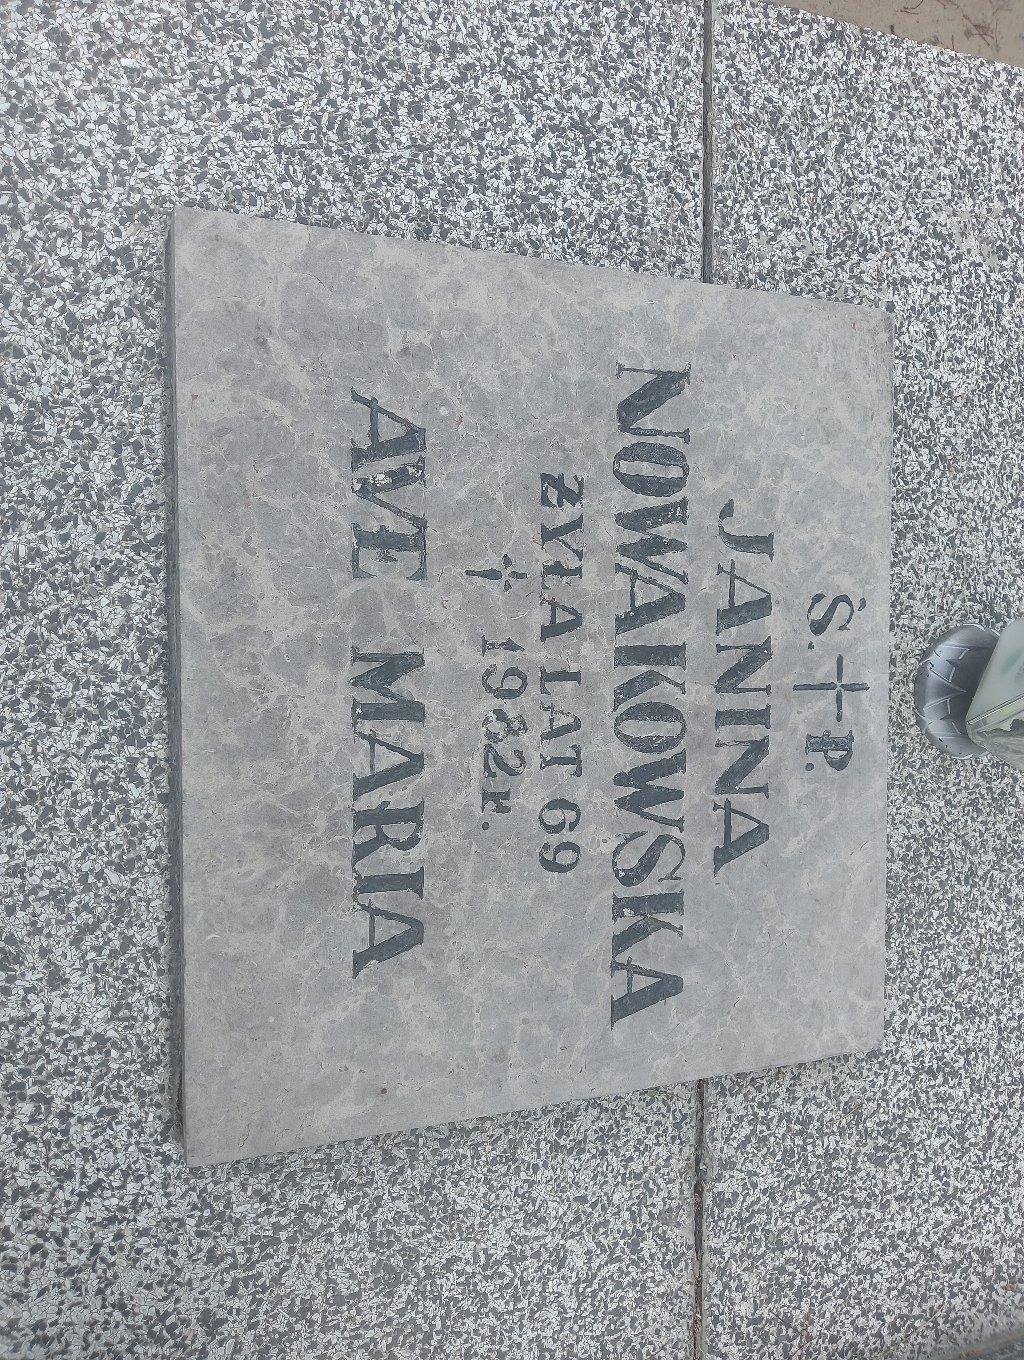 Ś.†P.
JANINA
NOWAKOWSKA
ŻYŁA LAT 69
† 1982r.
AVE MARIA